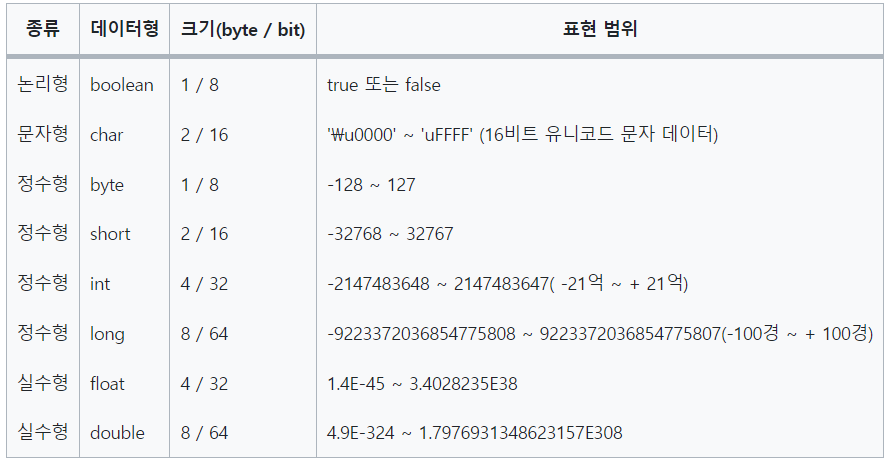 종류 데이터형 크기(byte / bit) 표현 범위
논리형 boolean 1 / 8 true 또는 false
문자형 char 2 / 16 '₩u0000' ~ 'uFFFF' (16비트 유니코드 문자 데이터)
정수형 byte 1 / 8 -128 ~ 127
정수형 short 2 / 16 -32768 ~ 32767
정수형 int 4 / 32 -2147483648 ~ 2147483647( -21억 ~ + 21억)
정수형 long 8 / 64 -9223372036854775808 ~ 9223372036854775807(-100경 ~ + 100경)
실수형 float 4 / 32 1.4E-45 ~ 3.4028235E38
실수형 double 8 / 64 4.9E-324 ~ 1.7976931348623157E308